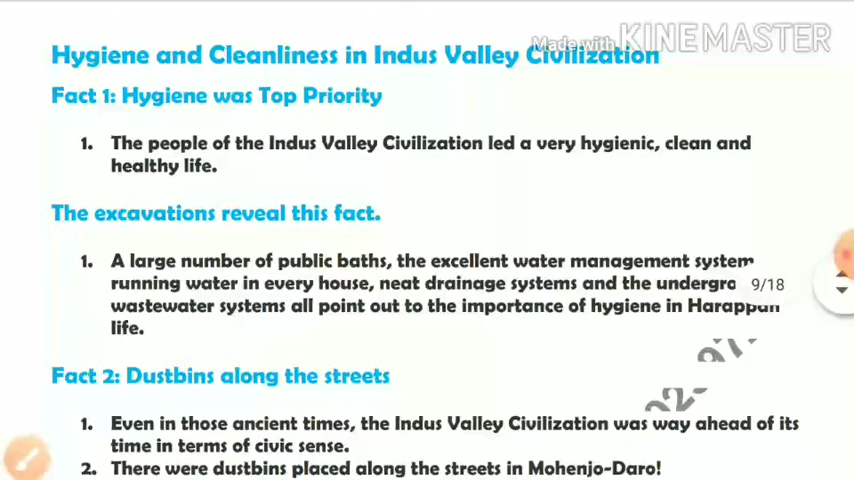 Made with KINEMASTER
Hygiene and Cleanliness in Indus Valley Civilization
Fact 1: Hygiene was Top Priority
1. The people of the Indus Valley Civilization led a very hygienic, clean and
healthy life.
The excavations reveal this fact.
1. A large number of public baths, the excellent water management system
running water in every house, neat drainage systems and the undergro
9/18
wastewater systems all point out to the importance of hygiene in Harappan
life.
Fact 2: Dustbins along the streets
1. Even in those ancient times, the Indus Valley Civilization was way ahead of its
time in terms of civic sense.
2. There were dustbins placed along the streets in Mohenjo-Daro!